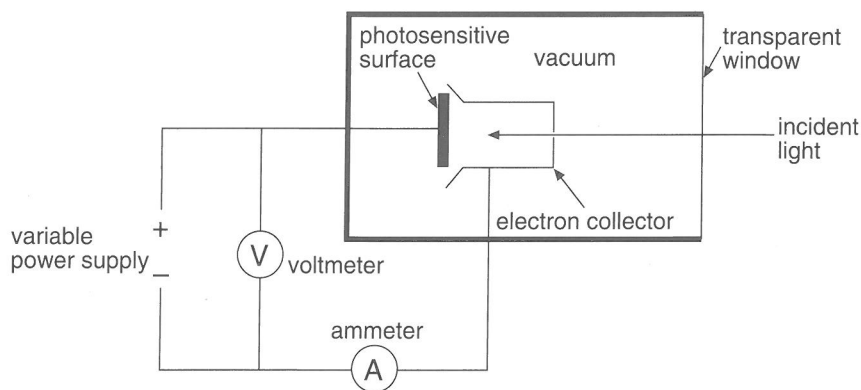 photosensitive
surface
vacuum
transparent
window
incident
light
electron collector
+
variable
power supply
–
V
voltmeter
ammeter
A